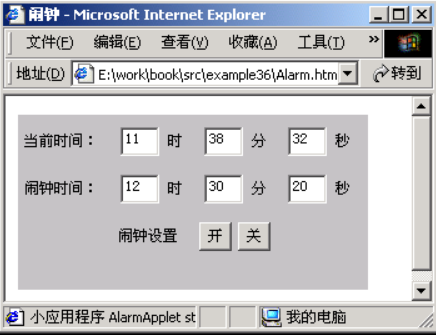 闹钟 - Microsoft Internet Explorer
文件(F) 编辑(E) 查看(V) 收藏(A) 工具(T) »
地址(D) E:\work\book\src\example36\Alarm.htm 转到
当前时间： 11 时 38 分 32 秒
闹钟时间： 12 时 30 分 20 秒
闹钟设置 开 关
小应用程序 AlarmApplet st 我的电脑